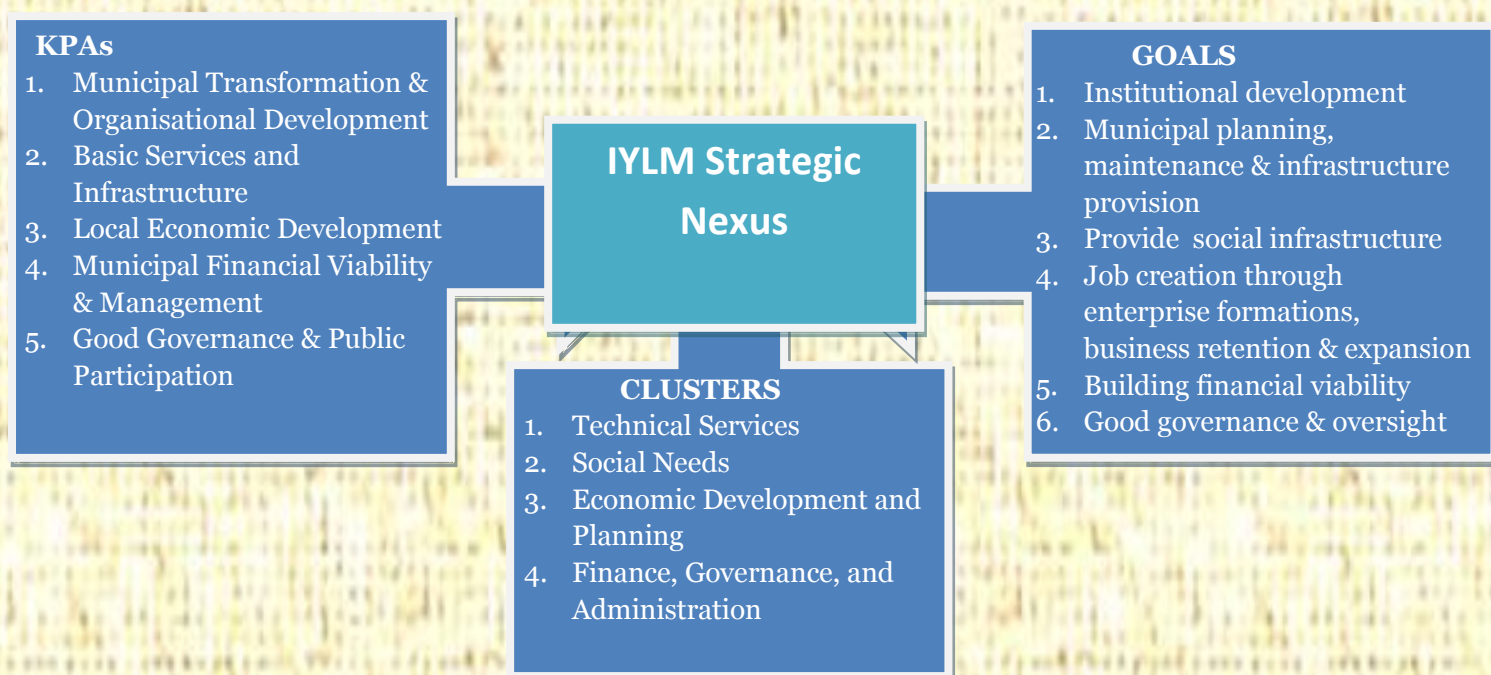 KPAs
1. Municipal Transformation &
Organisational Development
2. Basic Services and
Infrastructure
3. Local Economic Development
4. Municipal Financial Viability
& Management
5. Good Governance & Public
Participation
IYLM Strategic
Nexus
GOALS
1. Institutional development
2. Municipal planning,
maintenance & infrastructure
provision
3. Provide social infrastructure
4. Job creation through
enterprise formations,
business retention & expansion
5. Building financial viability
6. Good governance & oversight
CLUSTERS
1. Technical Services
2. Social Needs
3. Economic Development and
Planning
4. Finance, Governance, and
Administration